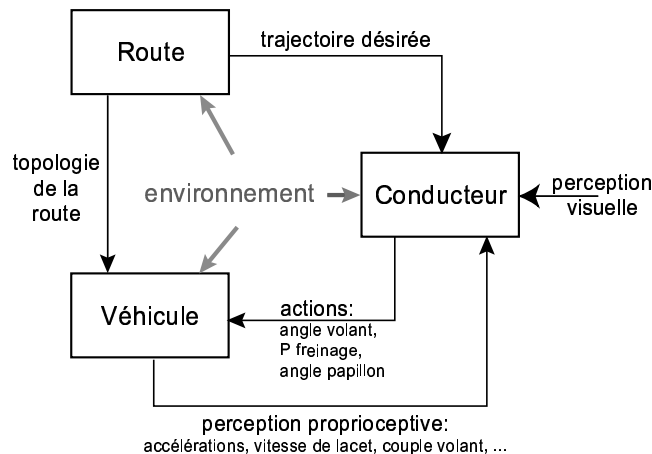 Route
trajectoire désirée
topologie
de la
route
environnement
Conducteur
perception
visuelle
Véhicule
actions:
angle volant,
P freinage,
angle papillon
perception proprioceptive:
accélérations, vitesse de lacet, couple volant, ...